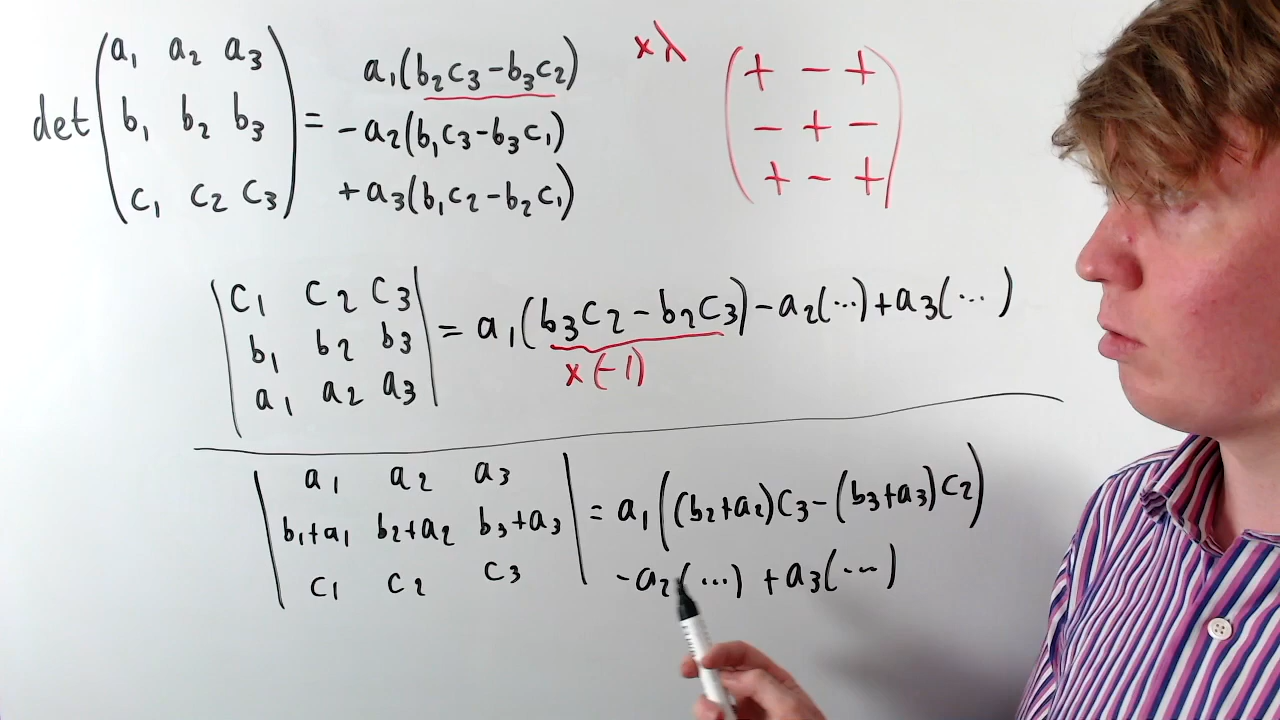 det(a₁ a₂ a₃
b₁ b₂ b₃
c₁ c₂ c₃) =
a₁(b₂c₃-b₃c₂)
-a₂(b₁c₃-b₃c₁)
+a₃(b₁c₂-b₂c₁)
×λ
(+ - +
- + -
+ - +)
|c₁ c₂ c₃
b₁ b₂ b₃
a₁ a₂ a₃| = a₁(b₃c₂-b₂c₃)-a₂(...)+a₃(...)
×(-1)
|a₁ a₂ a₃
b₁+a₁ b₂+a₂ b₃+a₃
c₁ c₂ c₃| = a₁((b₂+a₂)c₃-(b₃+a₃)c₂)
-a₂(...) +a₃(...)